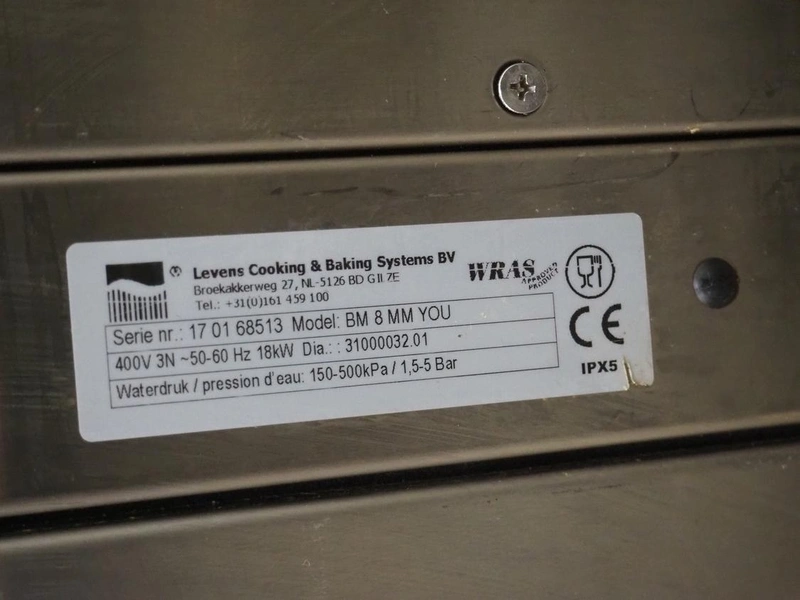 Levens Cooking & Baking Systems BV
Broekakkerweg 27, NL-5126 BD GILZE
Tel.: +31(0)161 459 100
WRAS
APPROVED
PRODUCT
Serie nr.: 17 01 68513 Model: BM 8 MM YOU
400V 3N ~50-60 Hz 18kW Dia.: : 31000032.01
Waterdruk / pression d'eau: 150-500kPa / 1,5-5 Bar
CE
IPX5